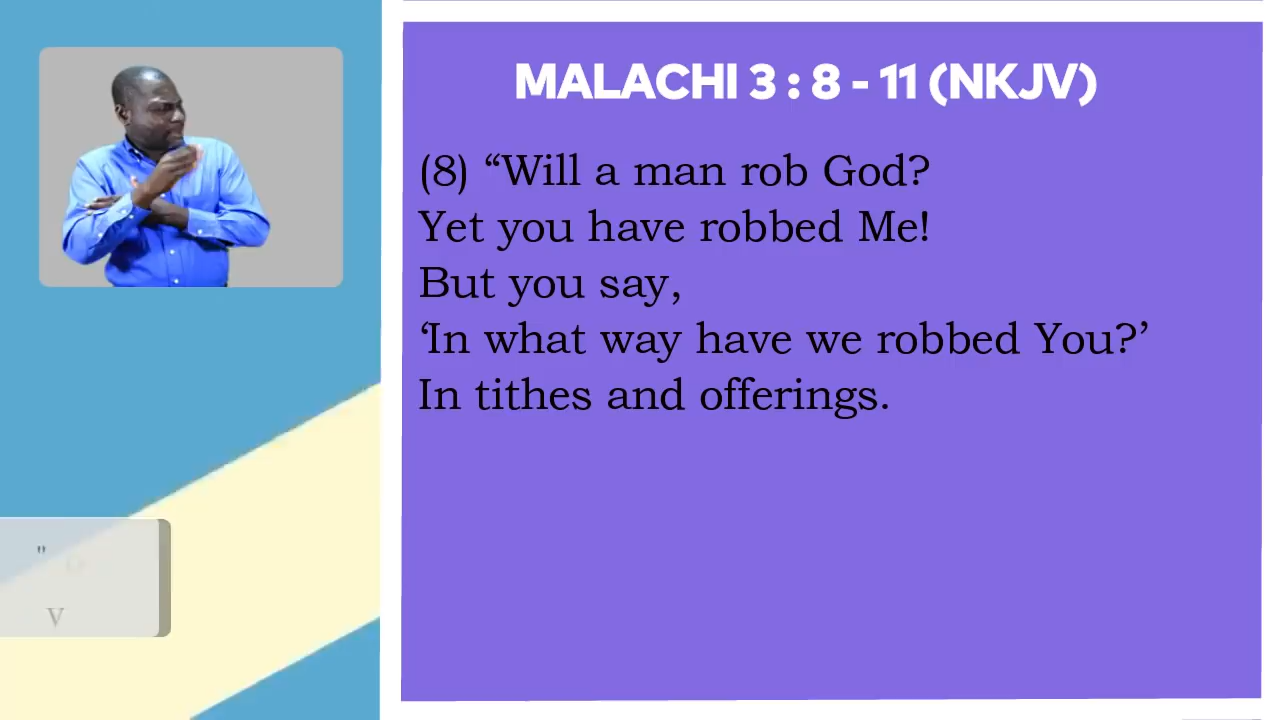 MALACHI 3 : 8 - 11 (NKJV)
(8) “Will a man rob God?
Yet you have robbed Me!
But you say,
‘In what way have we robbed You?’
In tithes and offerings.
"
V